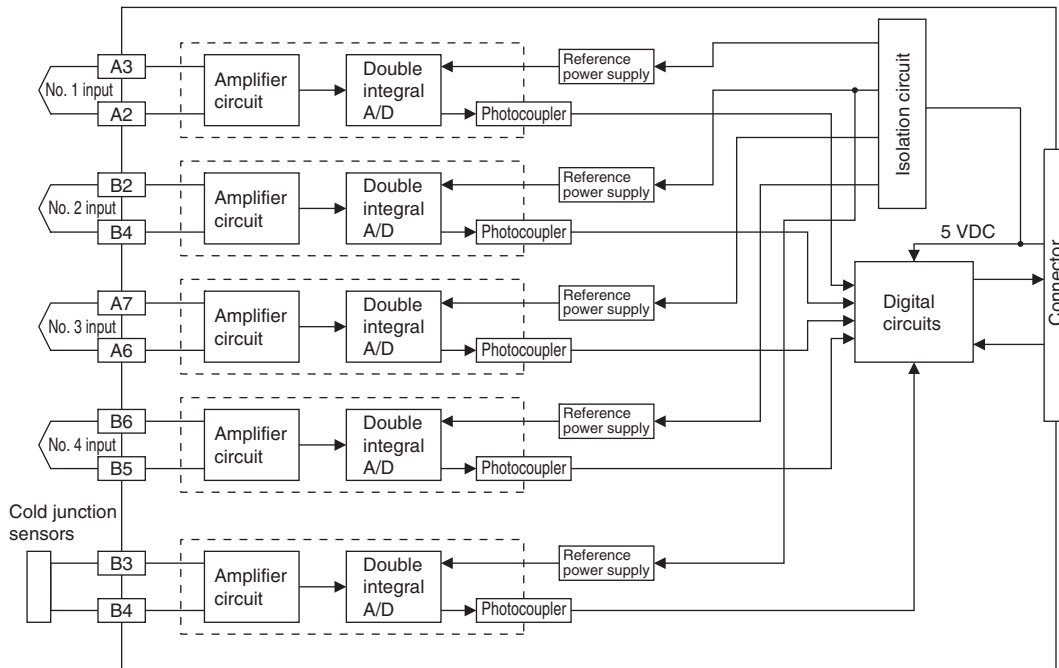 A3
No. 1 input
A2
Amplifier
circuit
Double
integral
A/D
Reference
power supply
Photocoupler
Isolation circuit
B2
No. 2 input
B4
Amplifier
circuit
Double
integral
A/D
Reference
power supply
Photocoupler
5 VDC
Connector
Digital
circuits
A7
No. 3 input
A6
Amplifier
circuit
Double
integral
A/D
Reference
power supply
Photocoupler
B6
No. 4 input
B5
Amplifier
circuit
Double
integral
A/D
Reference
power supply
Photocoupler
Cold junction
sensors
B3
B4
Amplifier
circuit
Double
integral
A/D
Reference
power supply
Photocoupler